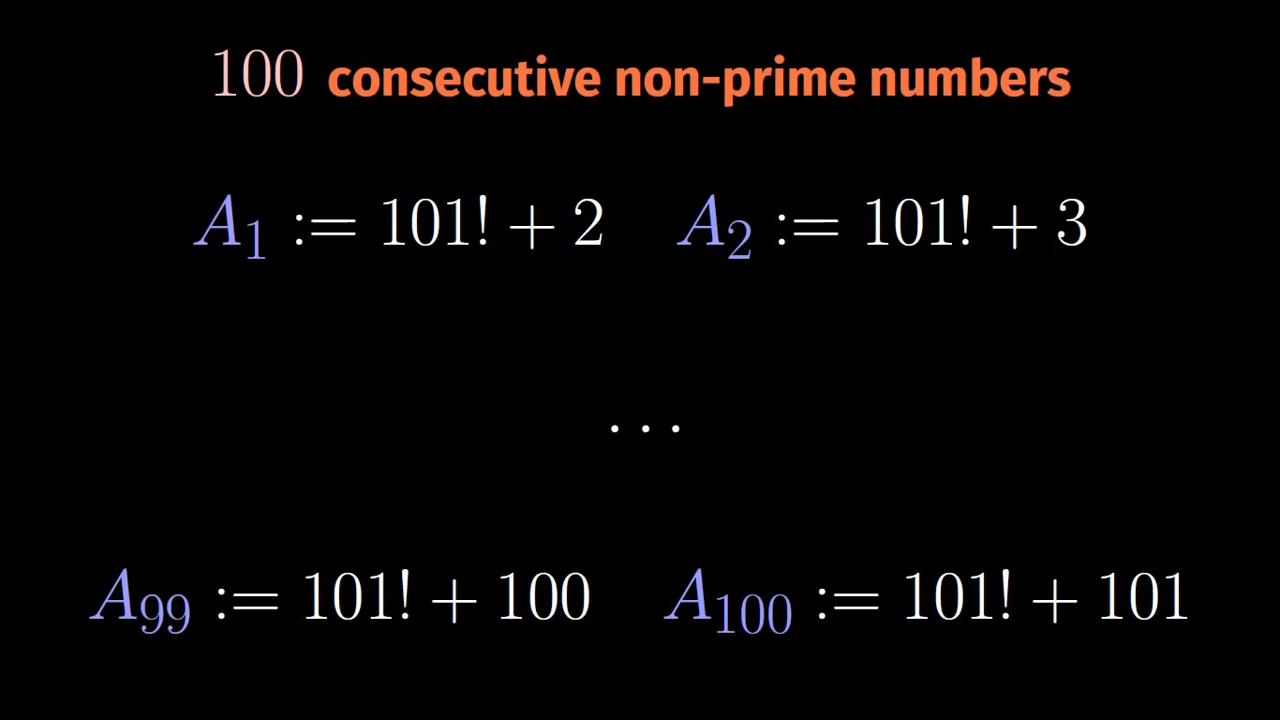 100 consecutive non-prime numbers
A₁ := 101! + 2 A₂ := 101! + 3
...
A₉₉ := 101! + 100 A₁₀₀ := 101! + 101